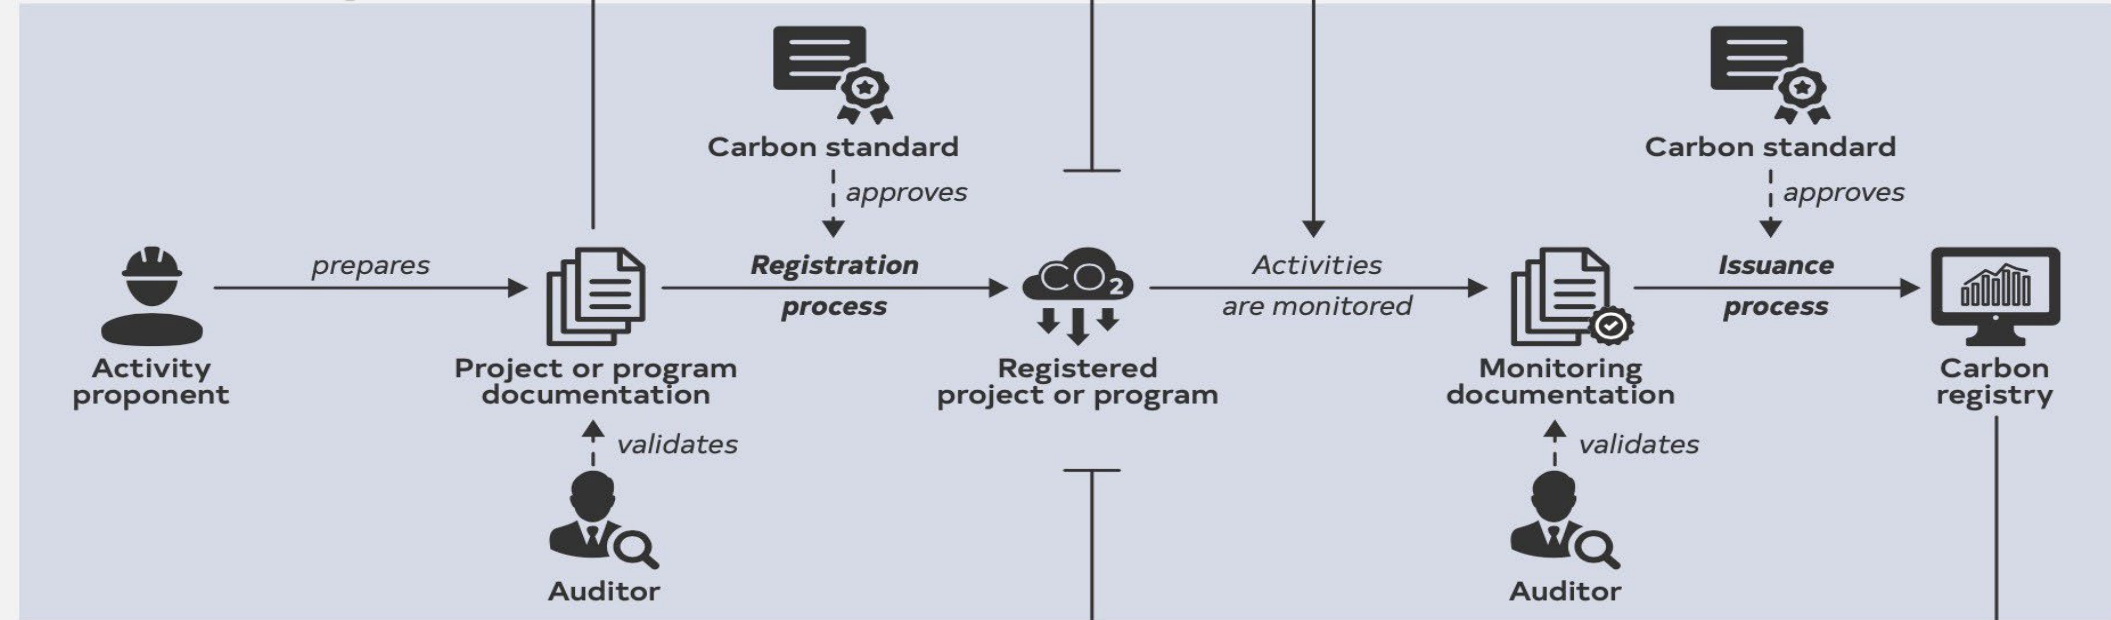 Carbon standard
Carbon standard
approves
approves
prepares
Registration
process
CO2
Activities
are monitored
Issuance
process
Activity
proponent
Project or program
documentation
Registered
project or program
Monitoring
documentation
Carbon
registry
validates
validates
Auditor
Auditor